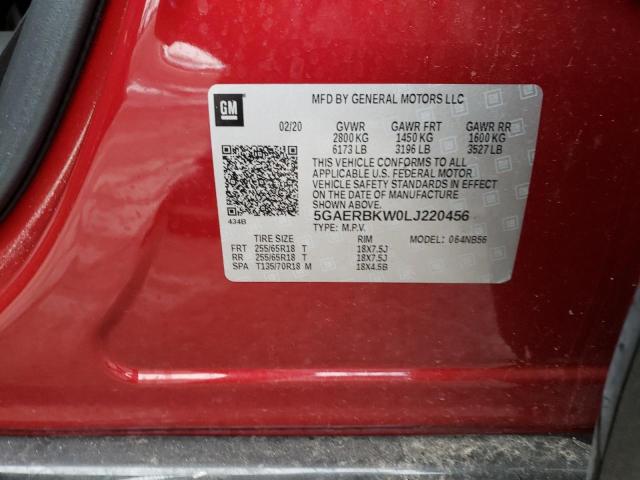 GM
MFD BY GENERAL MOTORS LLC
02/20 GVWR GAWR FRT GAWR RR
2800 KG 1450 KG 1600 KG
6173 LB 3196 LB 3527 LB
THIS VEHICLE CONFORMS TO ALL
APPLICABLE U.S. FEDERAL MOTOR
VEHICLE SAFETY STANDARDS IN EFFECT
ON THE DATE OF MANUFACTURE
SHOWN ABOVE.
5GAERBKW0LJ220456
434B
TYPE: M.P.V.
TIRE SIZE RIM MODEL: 064NB56
FRT 255/65R18 T 18X7.5J
RR 255/65R18 T 18X7.5J
SPA T135/70R18 M 18X4.5B